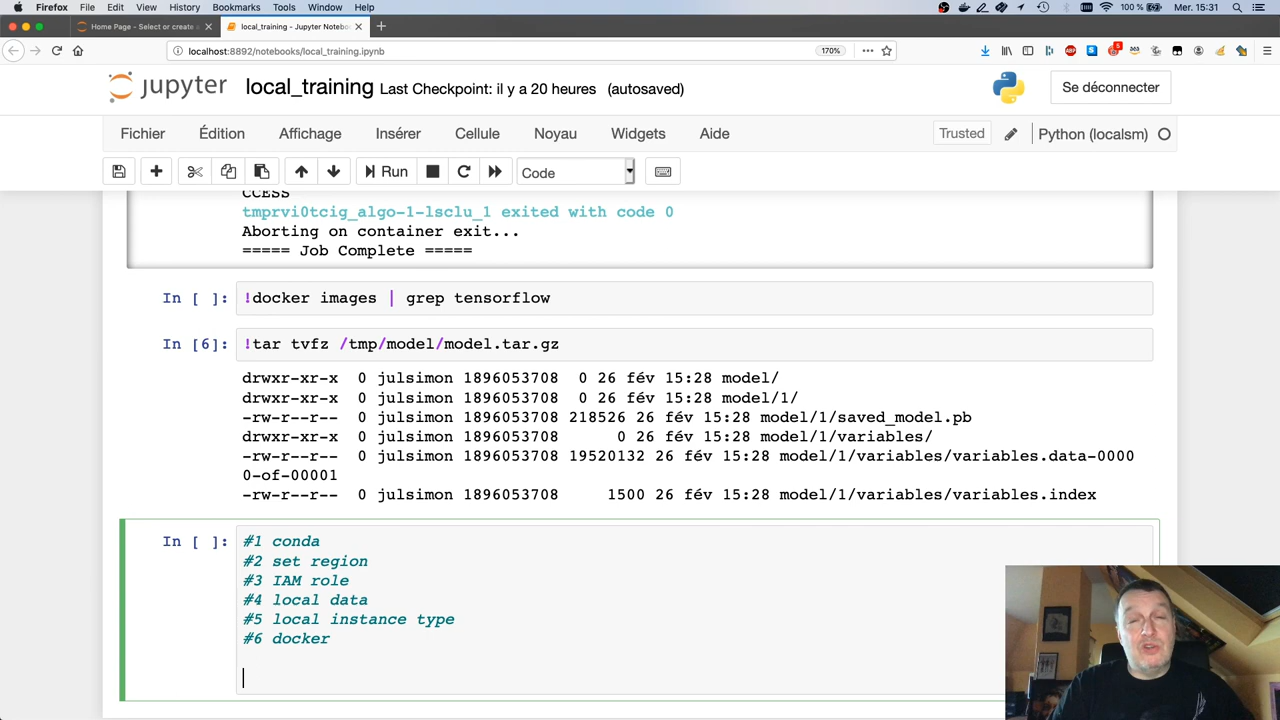 Firefox File Edit View History Bookmarks Tools Window Help
100 % Mer. 15:31
Home Page - Select or create
local_training - Jupyter Noteboo
localhost:8892/notebooks/local_training.ipynb
170%
jupyter local_training Last Checkpoint: il y a 20 heures (autosaved)
Se déconnecter
Fichier Édition Affichage Insérer Cellule Noyau Widgets Aide
Trusted Python (localsm)
Run Code
CCESS
tmprvi0tcig_algo-1-lsclu_1 exited with code 0
Aborting on container exit...
===== Job Complete =====
In [ ]: !docker images | grep tensorflow
In [6]: !tar tvfz /tmp/model/model.tar.gz
drwxr-xr-x 0 julsimon 1896053708 0 26 fév 15:28 model/
drwxr-xr-x 0 julsimon 1896053708 0 26 fév 15:28 model/1/
-rw-r--r-- 0 julsimon 1896053708 218526 26 fév 15:28 model/1/saved_model.pb
drwxr-xr-x 0 julsimon 1896053708 0 26 fév 15:28 model/1/variables/
-rw-r--r-- 0 julsimon 1896053708 19520132 26 fév 15:28 model/1/variables/variables.data-0000
0-of-00001
-rw-r--r-- 0 julsimon 1896053708 1500 26 fév 15:28 model/1/variables/variables.index
In [ ]: #1 conda
#2 set region
#3 IAM role
#4 local data
#5 local instance type
#6 docker